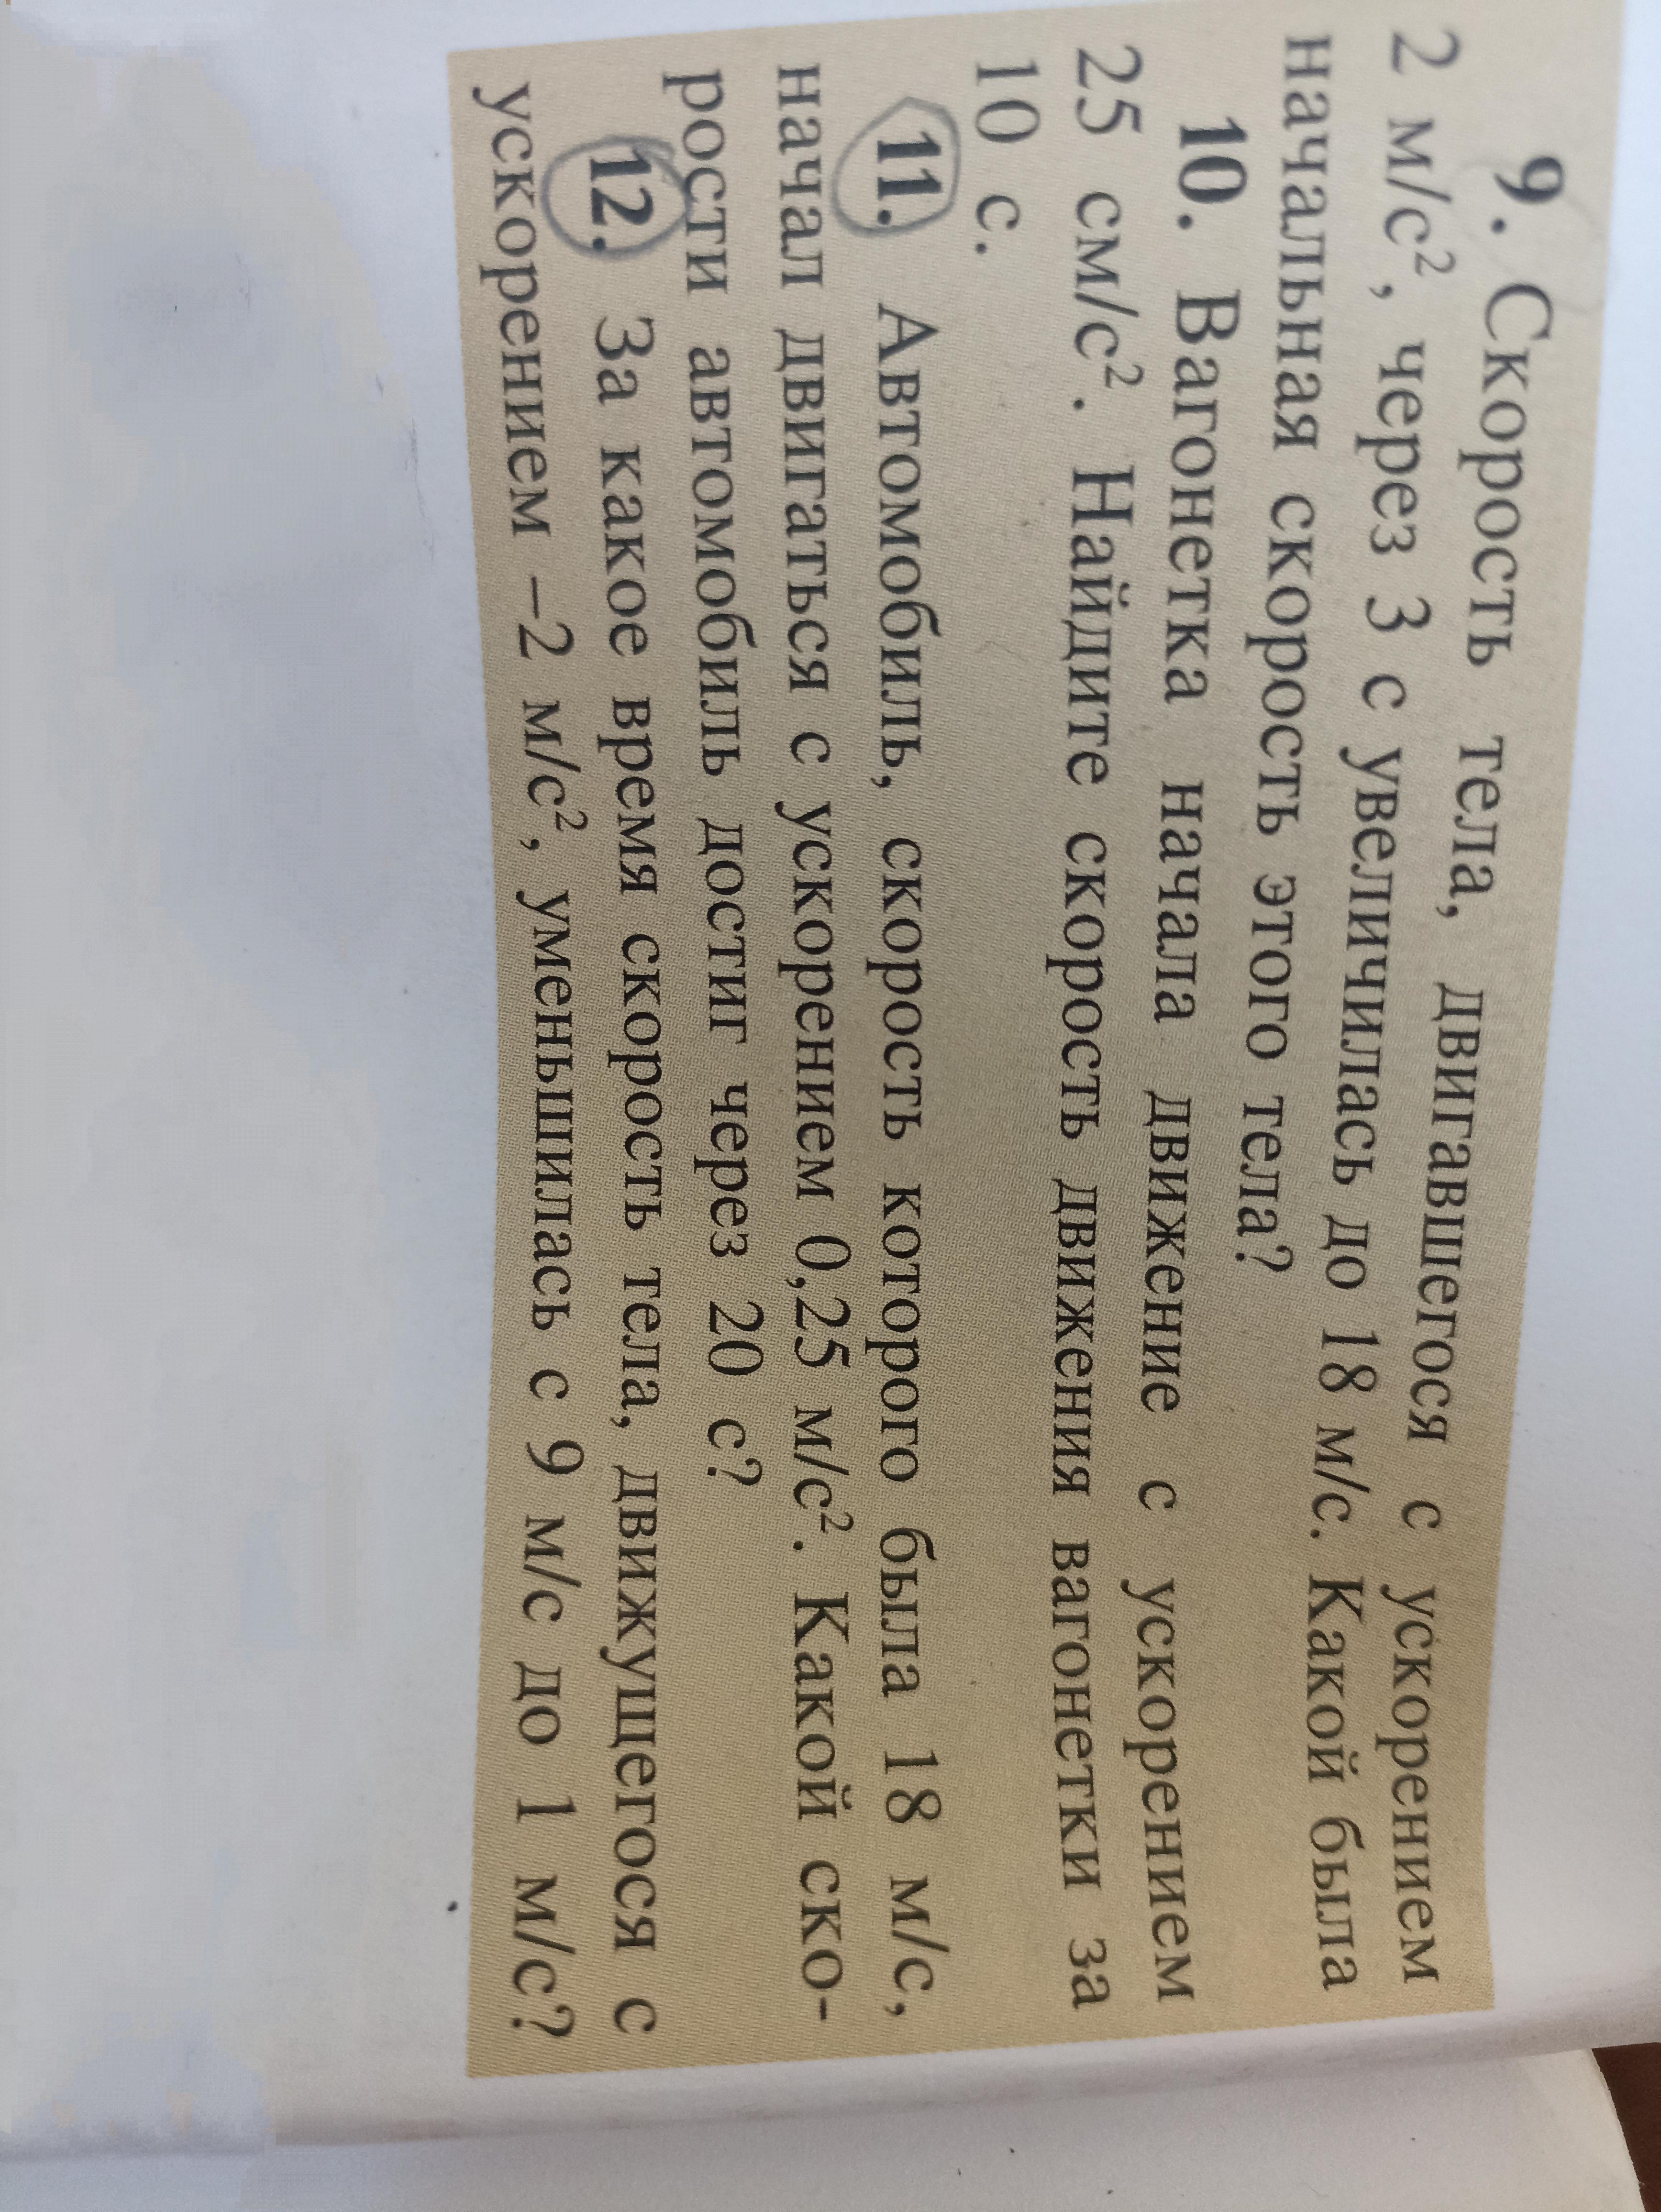 9. Скорость тела, двигавшегося с ускорением
2 м/с², через 3 с увеличилась до 18 м/с. Какой была
начальная скорость этого тела?
10. Вагонетка начала движение с ускорением
25 см/с². Найдите скорость движения вагонетки за
10 с.
11. Автомобиль, скорость которого была 18 м/с,
начал двигаться с ускорением 0,25 м/с². Какой ско-
рости автомобиль достиг через 20 с?
12. За какое время скорость тела, движущегося с
ускорением –2 м/с², уменьшилась с 9 м/с до 1 м/с?